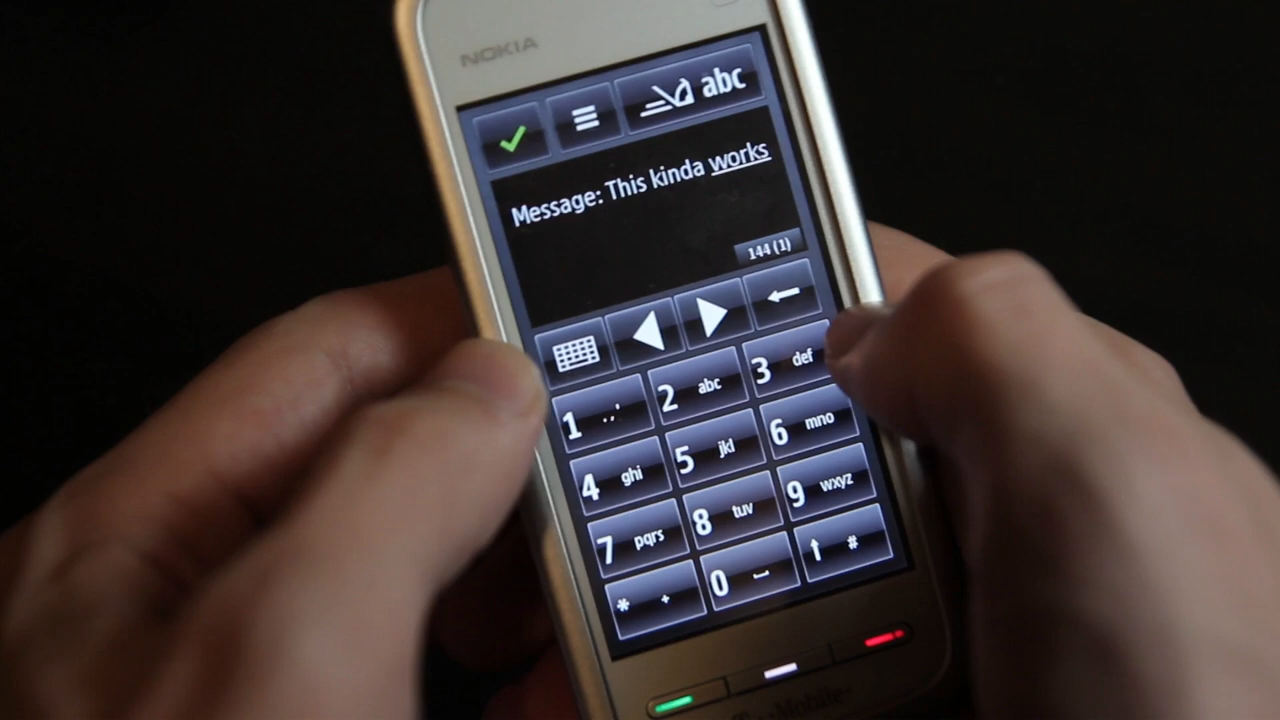 NOKIA
abc
Message: This kinda works
144 (1)
1 .,'
2 abc
3 def
4 ghi
5 jkl
6 mno
7 pqrs
8 tuv
9 wxyz
* +
0
#